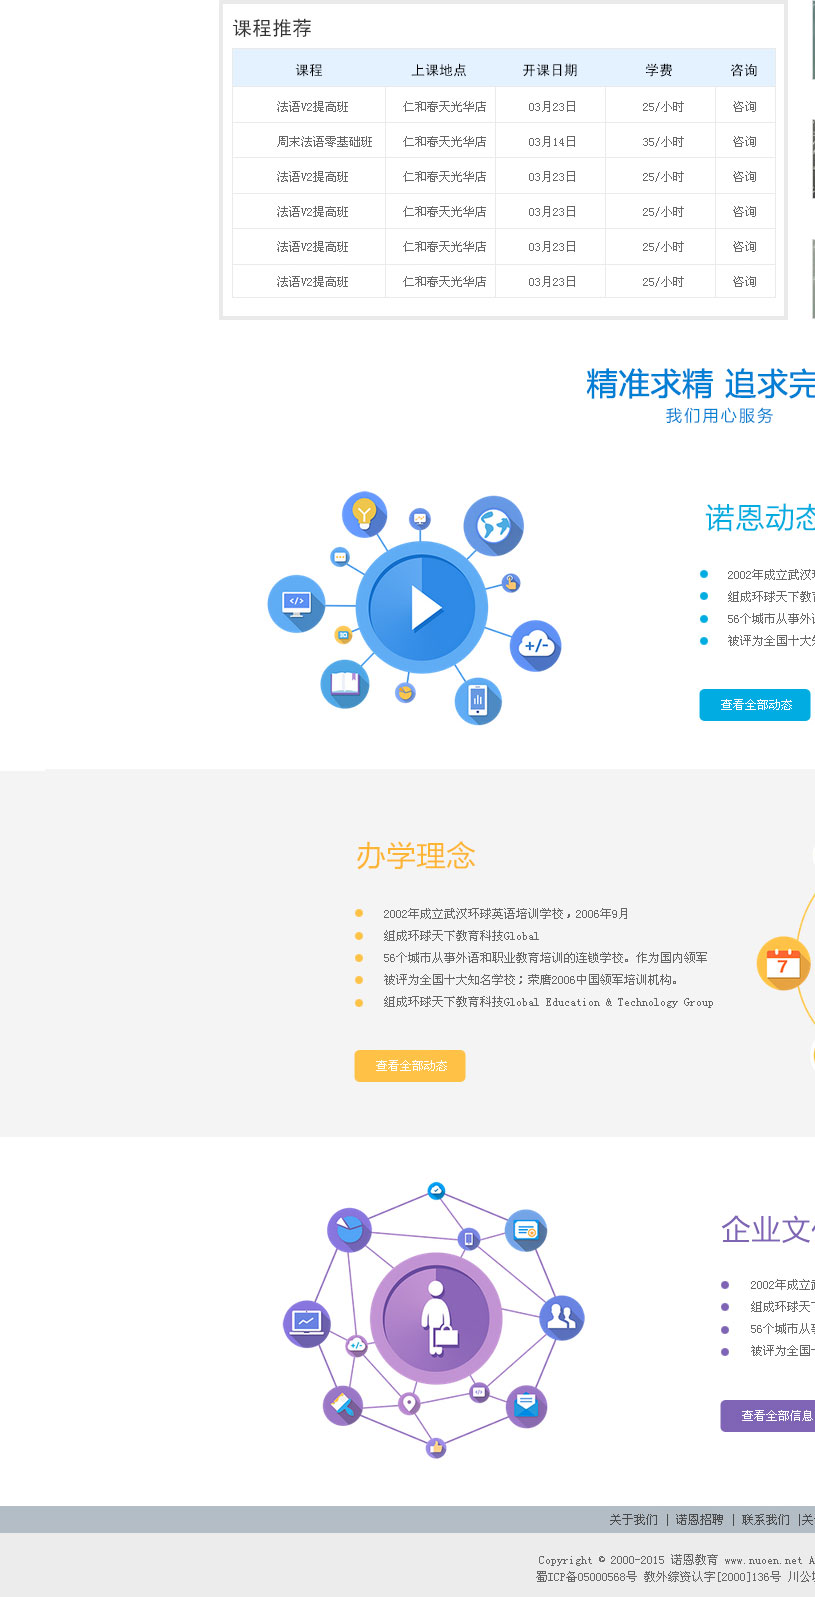 课程推荐
课程 上课地点 开课日期 学费 咨询
法语V2提高班 仁和春天光华店 03月23日 25/小时 咨询
周末法语零基础班 仁和春天光华店 03月14日 35/小时 咨询
法语V2提高班 仁和春天光华店 03月23日 25/小时 咨询
法语V2提高班 仁和春天光华店 03月23日 25/小时 咨询
法语V2提高班 仁和春天光华店 03月23日 25/小时 咨询
法语V2提高班 仁和春天光华店 03月23日 25/小时 咨询
精准求精 追求完
我们用心服务
诺恩动态
2002年成立武汉环
组成环球天下教育
56个城市从事外语
被评为全国十大知
查看全部动态
办学理念
2002年成立武汉环球英语培训学校，2006年9月
组成环球天下教育科技Global
56个城市从事外语和职业教育培训的连锁学校。作为国内领军
被评为全国十大知名学校；荣膺2006中国领军培训机构。
组成环球天下教育科技Global Education & Technology Group
查看全部动态
7
企业文化
2002年成立武
组成环球天下
56个城市从事
被评为全国十
查看全部信息
关于我们 | 诺恩招聘 | 联系我们 |关于
Copyright © 2000-2015 诺恩教育 www.nuoen.net A
蜀ICP备05000568号 教外综资认字[2000]136号 川公